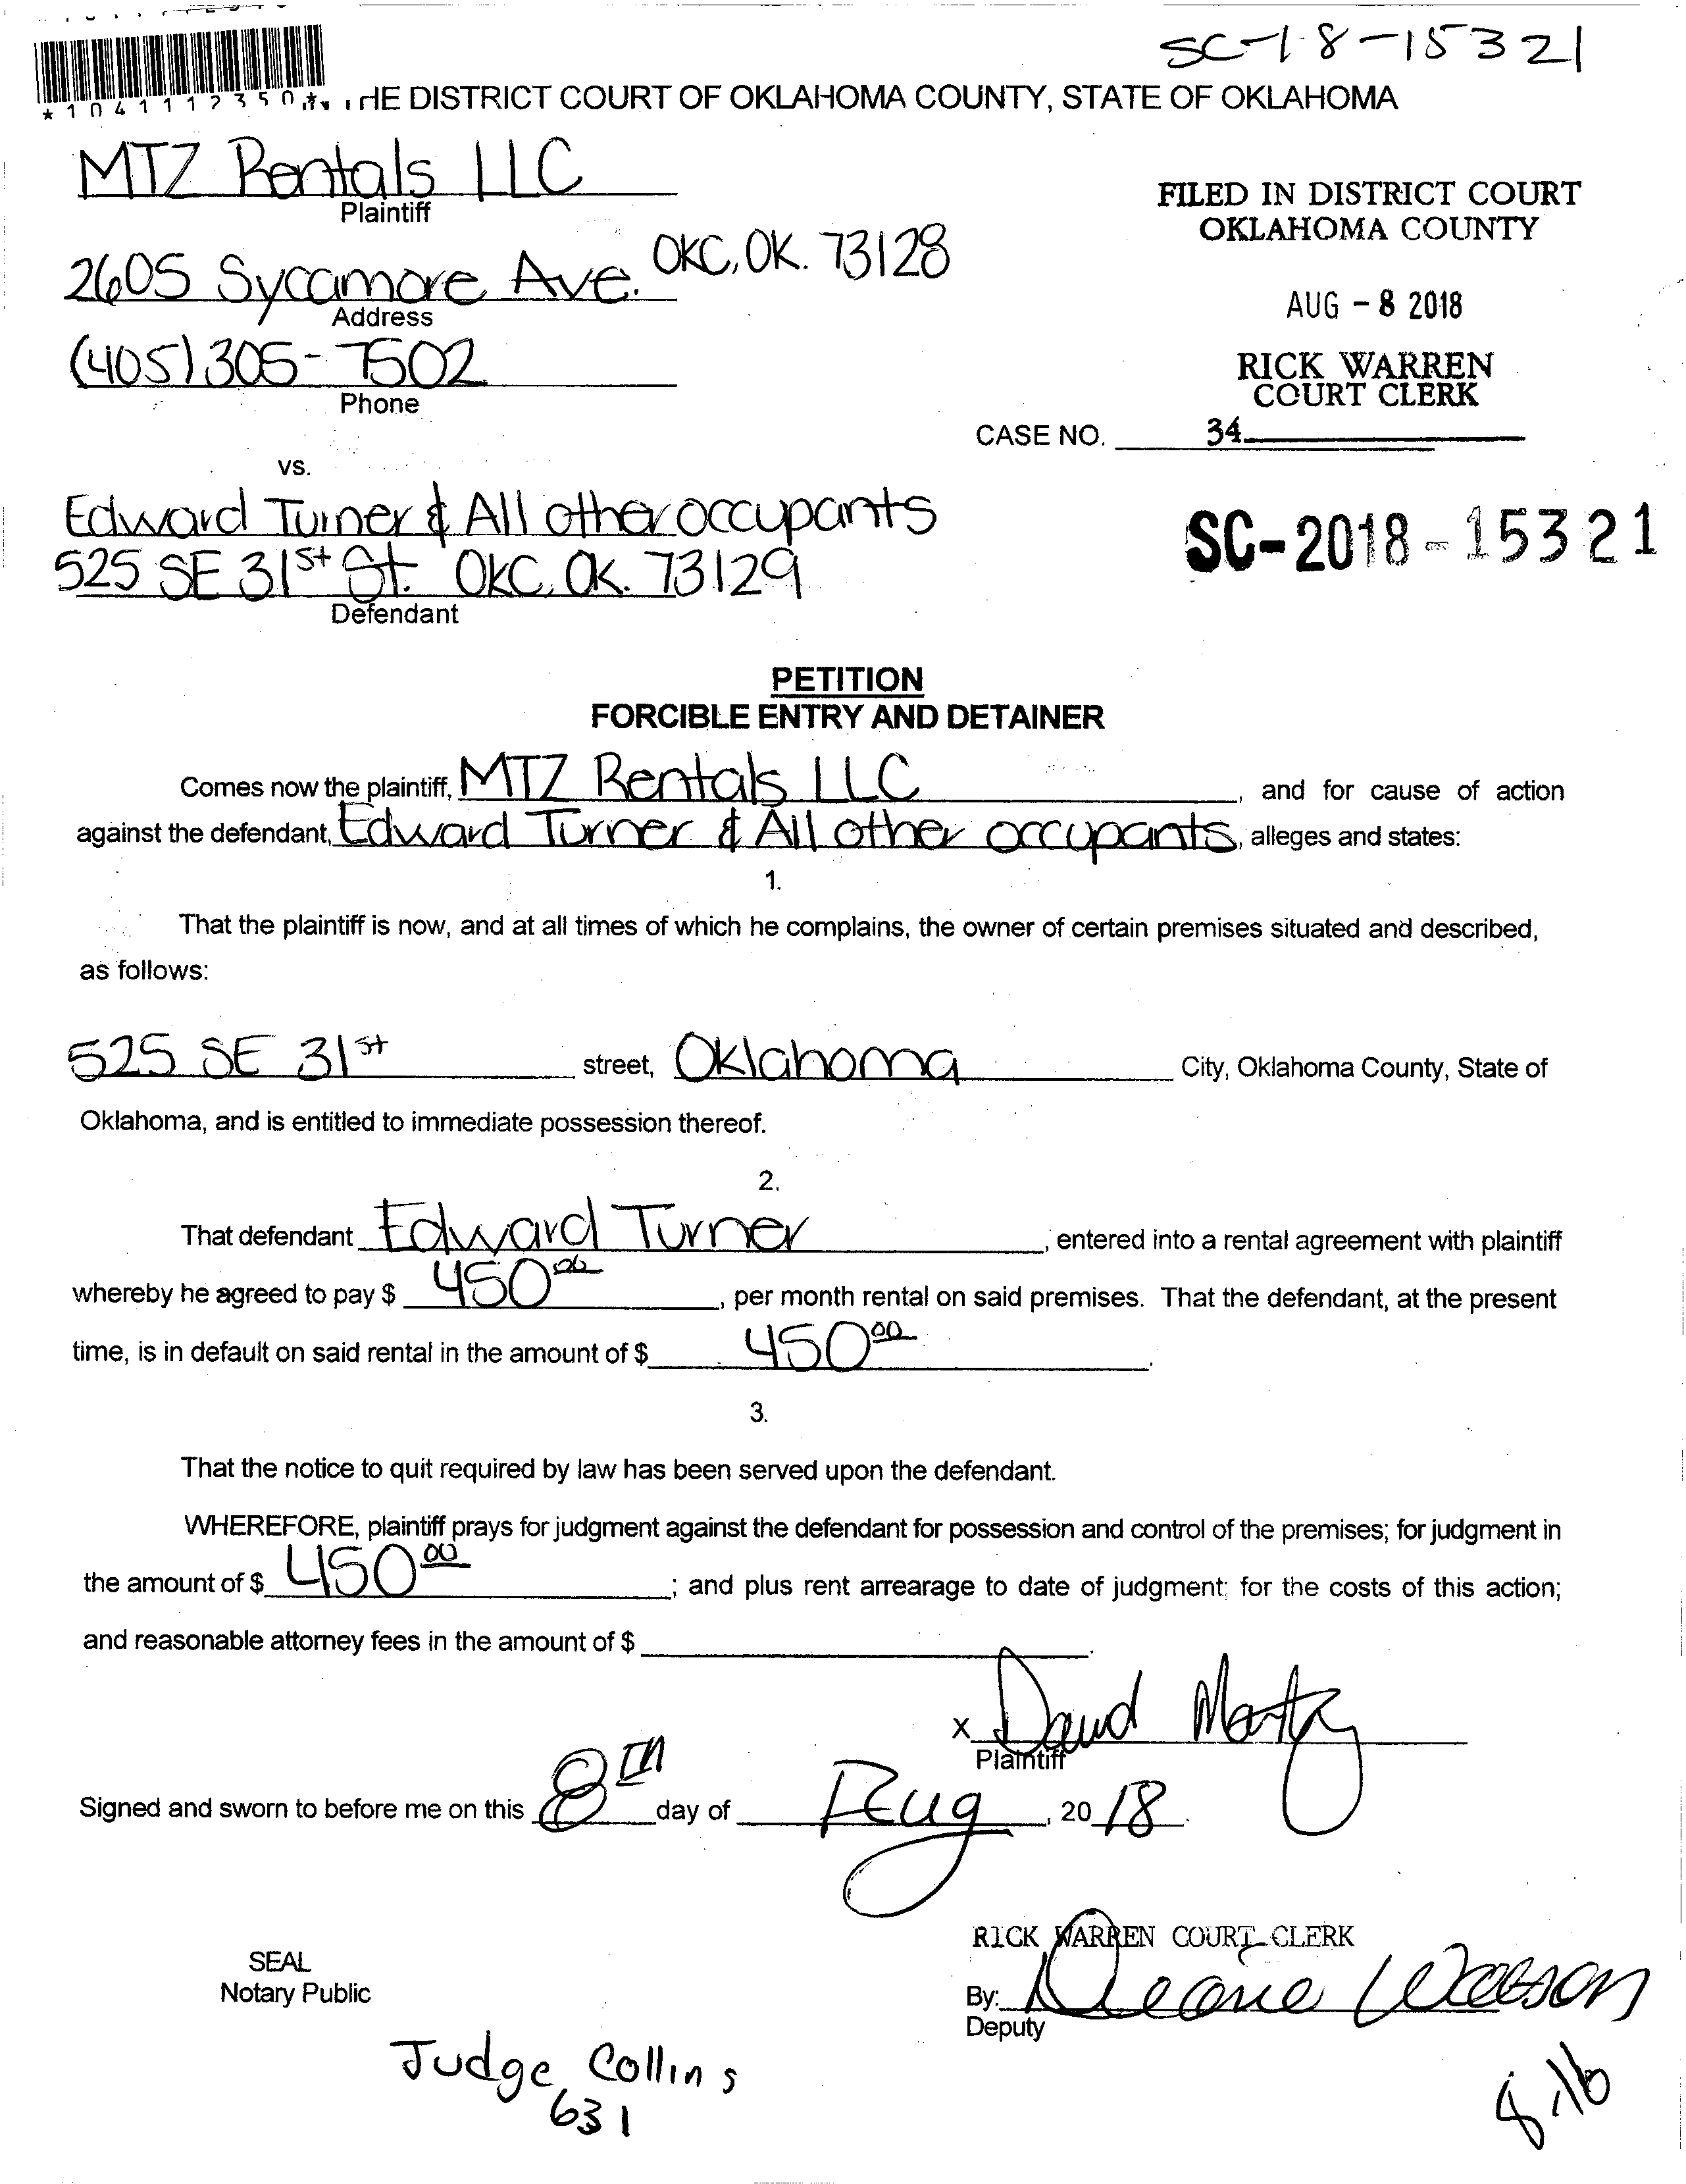 SC-18-15321
*1041112350* HE DISTRICT COURT OF OKLAHOMA COUNTY, STATE OF OKLAHOMA
MTZ Rentals LLC
Plaintiff
FILED IN DISTRICT COURT
OKLAHOMA COUNTY
2605 Sycamore Ave. OKC, OK. 73128
Address
AUG - 8 2018
(405) 305-7502
Phone
RICK WARREN
COURT CLERK
CASE NO. 34
vs.
Edward Turner & All other occupants
525 SE 31st St. OKC, OK. 73129
Defendant
SC-2018-15321
PETITION
FORCIBLE ENTRY AND DETAINER
Comes now the plaintiff, MTZ Rentals LLC, and for cause of action
against the defendant, Edward Turner & All other occupants, alleges and states:
1.
That the plaintiff is now, and at all times of which he complains, the owner of certain premises situated and described,
as follows:
525 SE 31st street, Oklahoma City, Oklahoma County, State of
Oklahoma, and is entitled to immediate possession thereof.
2.
That defendant Edward Turner, entered into a rental agreement with plaintiff
whereby he agreed to pay $ 450.00, per month rental on said premises. That the defendant, at the present
time, is in default on said rental in the amount of $ 450.00.
3.
That the notice to quit required by law has been served upon the defendant.
WHEREFORE, plaintiff prays for judgment against the defendant for possession and control of the premises; for judgment in
the amount of $ 450.00; and plus rent arrearage to date of judgment; for the costs of this action;
and reasonable attorney fees in the amount of $ .
X David
Plaintiff
Signed and sworn to before me on this 8TH day of Aug, 2018.
RICK WARREN COURT CLERK
SEAL
Notary Public
By: Watson
Deputy
Judge Collins
631
8-16